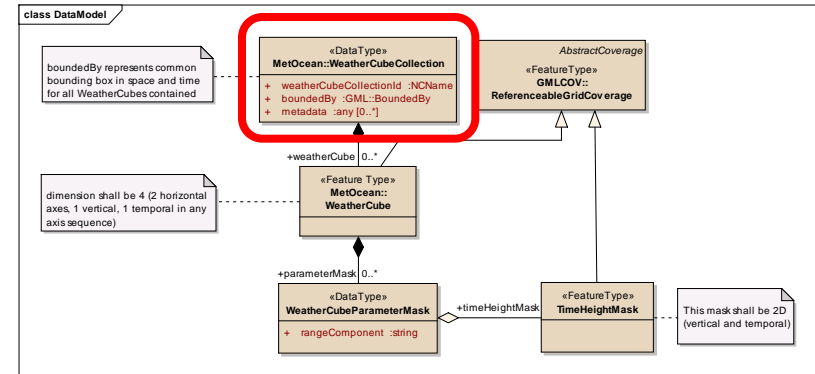 class DataModel
boundedBy represents common
bounding box in space and time
for all WeatherCubes contained
«DataType»
MetOcean::WeatherCubeCollection
+ weatherCubeCollectionId :NCName
+ boundedBy :GML::BoundedBy
+ metadata :any [0..*]
AbstractCoverage
«FeatureType»
GMLCOV::
ReferenceableGridCoverage
+weatherCube 0..*
dimension shall be 4 (2 horizontal
axes, 1 vertical, 1 temporal in any
axis sequence)
«Feature Type»
MetOcean::
WeatherCube
+parameterMask 0..*
«DataType»
WeatherCubeParameterMask
+ rangeComponent :string
+timeHeightMask
«FeatureType»
TimeHeightMask
This mask shall be 2D
(vertical and temporal)